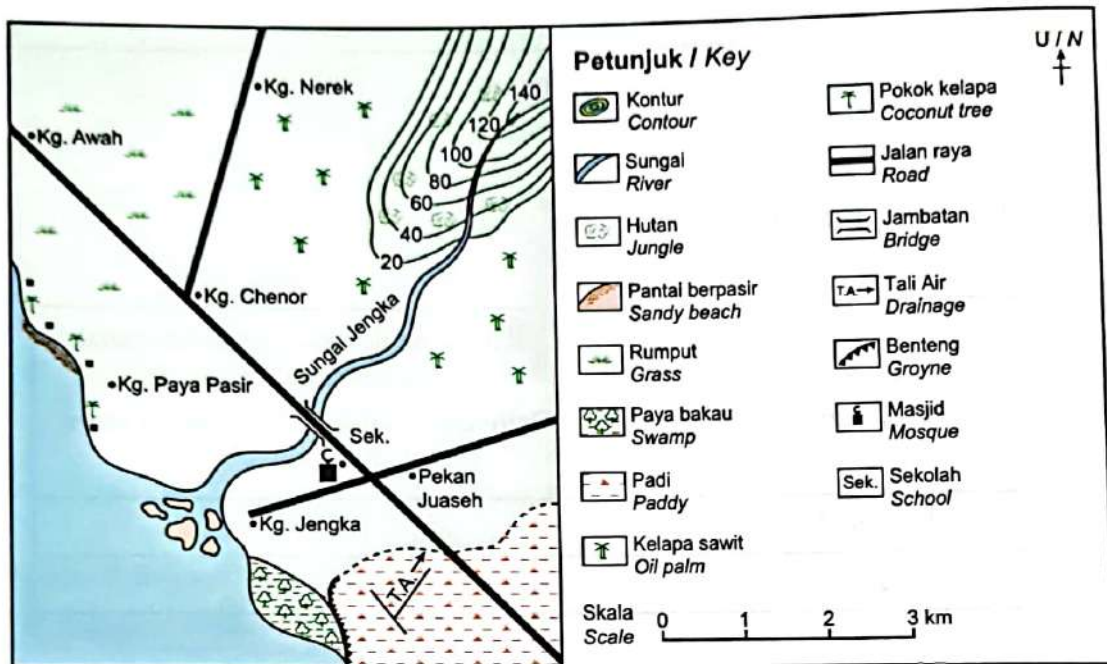 Kg. Nerek
Kg. Awah
140
120
100
80
60
40
20
Kg. Chenor
Sungai Jengka
Kg. Paya Pasir
Sek.
Pekan
Juaseh
Kg. Jengka
T.A.
Petunjuk / Key
U / N
Kontur
Contour
Sungai
River
Hutan
Jungle
Pantai berpasir
Sandy beach
Rumput
Grass
Paya bakau
Swamp
Padi
Paddy
Kelapa sawit
Oil palm
Pokok kelapa
Coconut tree
Jalan raya
Road
Jambatan
Bridge
T.A. Tali Air
Drainage
Benteng
Groyne
Masjid
Mosque
Sek. Sekolah
School
Skala
Scale
0 1 2 3 km